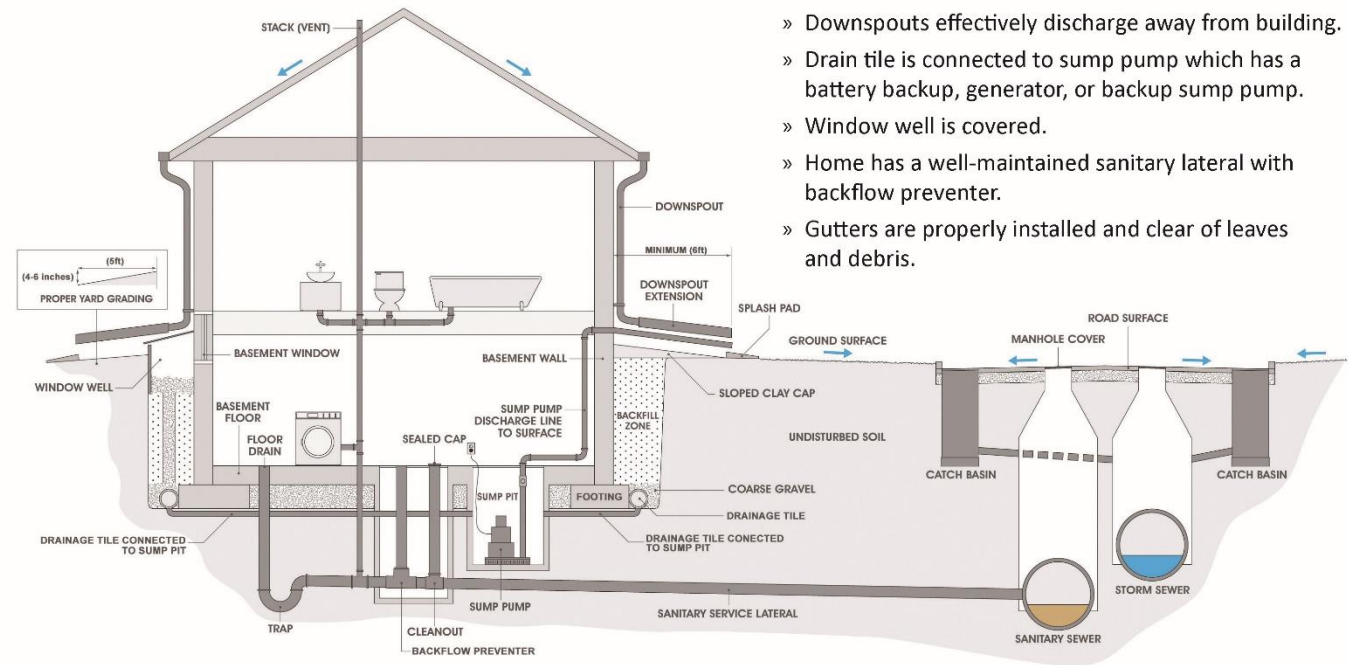 STACK (VENT)
» Downspouts effectively discharge away from building.
» Drain tile is connected to sump pump which has a
battery backup, generator, or backup sump pump.
» Window well is covered.
» Home has a well-maintained sanitary lateral with
backflow preventer.
» Gutters are properly installed and clear of leaves
and debris.
DOWNSPOUT
MINIMUM (6ft)
(5ft)
(4-6 inches)
PROPER YARD GRADING
DOWNSPOUT
EXTENSION
SPLASH PAD
GROUND SURFACE
ROAD SURFACE
MANHOLE COVER
BASEMENT WINDOW
BASEMENT WALL
WINDOW WELL
SLOPED CLAY CAP
BASEMENT
FLOOR
FLOOR
DRAIN
SEALED CAP
SUMP PUMP
DISCHARGE LINE
TO SURFACE
BACKFILL
ZONE
UNDISTURBED SOIL
CATCH BASIN
CATCH BASIN
SUMP PIT
FOOTING
COARSE GRAVEL
DRAINAGE TILE
DRAINAGE TILE CONNECTED
TO SUMP PIT
DRAINAGE TILE CONECTED
TO SUMP PIT
STORM SEWER
SUMP PUMP
SANITARY SERVICE LATERAL
TRAP
CLEANOUT
SANITARY SEWER
BACKFLOW PREVENTER